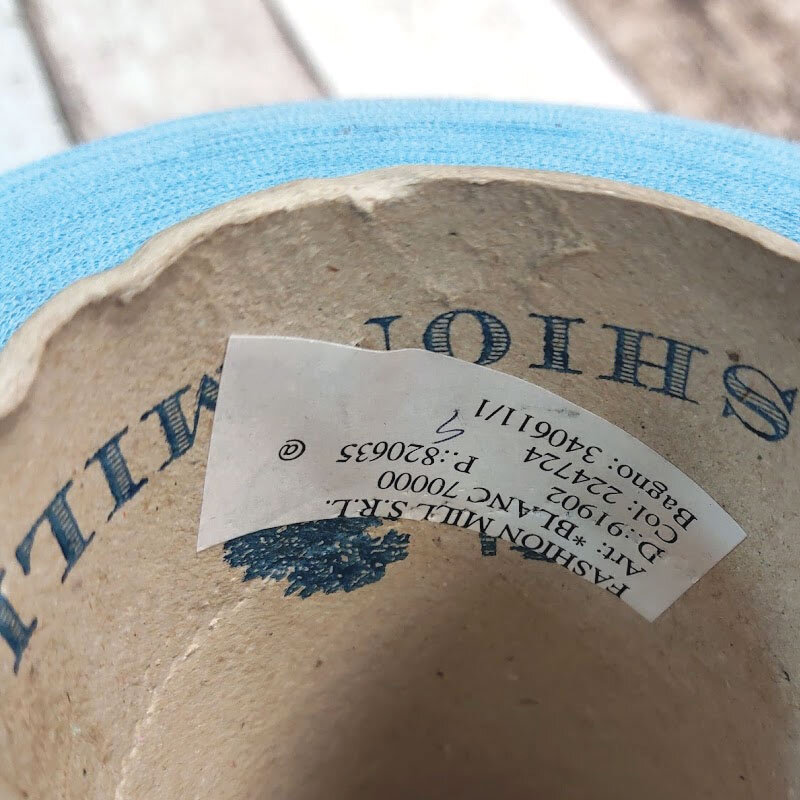 FASHION MILL S.R.L.
Art: *BLANC 70000
D.:91902 P.:820635 @
Col: 224724
Bagno: 340611/1
SHION MILL